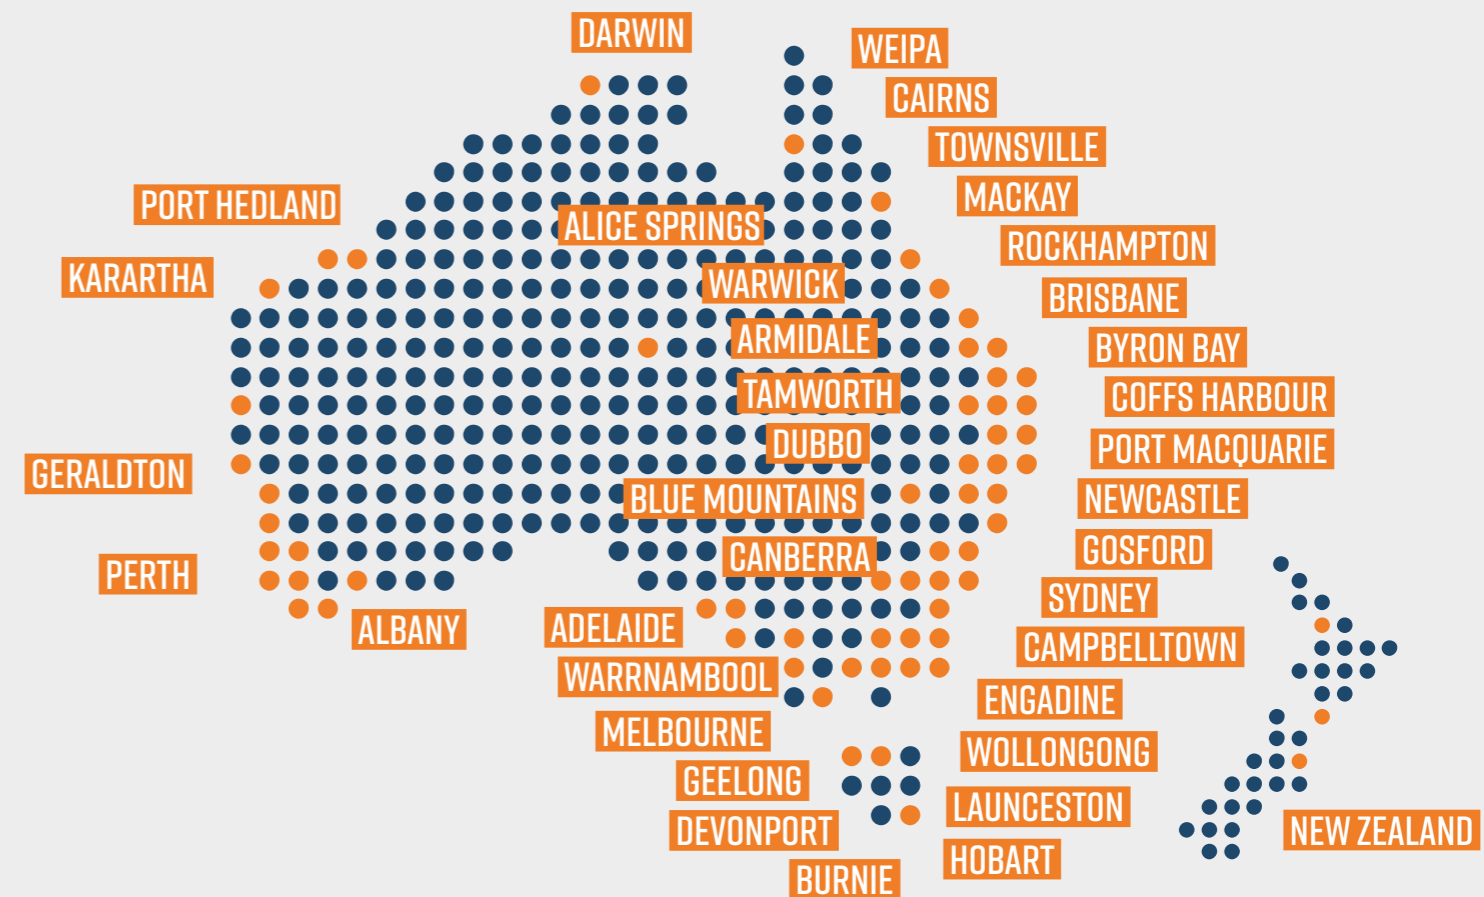 DARWIN
WEIPA
CAIRNS
TOWNSVILLE
MACKAY
PORT HEDLAND
ALICE SPRINGS
ROCKHAMPTON
KARARTHA
WARWICK
BRISBANE
ARMIDALE
BYRON BAY
TAMWORTH
COFFS HARBOUR
DUBBO
PORT MACQUARIE
GERALDTON
BLUE MOUNTAINS
NEWCASTLE
CANBERRA
GOSFORD
PERTH
SYDNEY
ALBANY
ADELAIDE
CAMPBELLTOWN
WARRNAMBOOL
ENGADINE
MELBOURNE
WOLLONGONG
GEELONG
LAUNCESTON
DEVONPORT
NEW ZEALAND
HOBART
BURNIE